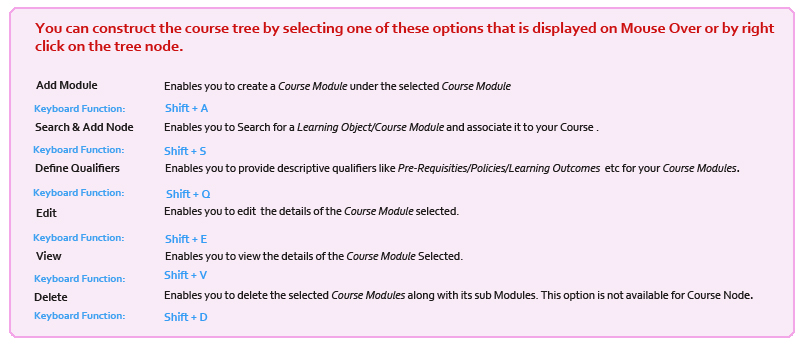 You can construct the course tree by selecting one of these options that is displayed on Mouse Over or by right
click on the tree node.
Add Module Enables you to create a Course Module under the selected Course Module
Keyboard Function: Shift + A
Search & Add Node Enables you to Search for a Learning Object/Course Module and associate it to your Course .
Keyboard Function: Shift + S
Define Qualifiers Enables you to provide descriptive qualifiers like Pre-Requisities/Policies/Learning Outcomes etc for your Course Modules.
Keyboard Function: Shift + Q
Edit Enables you to edit the details of the Course Module selected.
Keyboard Function: Shift + E
View Enables you to view the details of the Course Module Selected.
Keyboard Function: Shift + V
Delete Enables you to delete the selected Course Modules along with its sub Modules. This option is not available for Course Node.
Keyboard Function: Shift + D